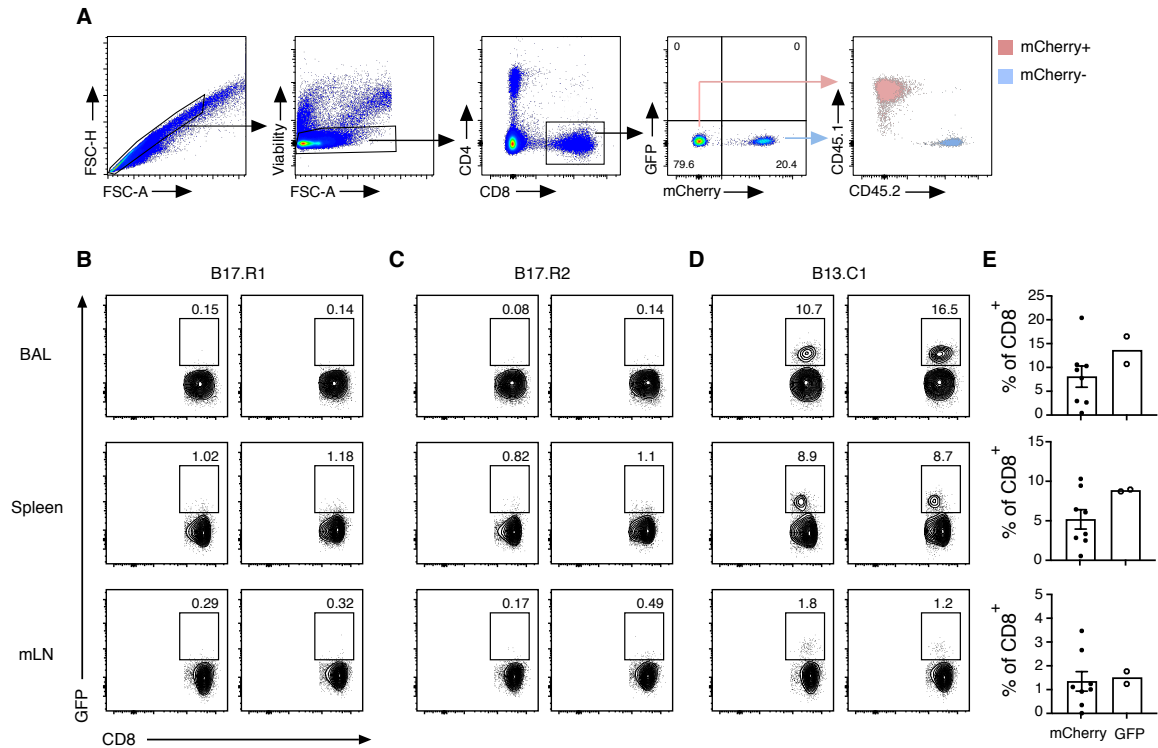 A
FSC-H
FSC-A
Viability
FSC-A
CD4
CD8
GFP
0
0
79.6
20.4
mCherry
CD45.1
CD45.2
mCherry+
mCherry-
B
C
D
E
B17.R1
B17.R2
B13.C1
BAL
0.15
0.14
0.08
0.14
10.7
16.5
% of CD8+
25
20
15
10
5
0
Spleen
1.02
1.18
0.82
1.1
8.9
8.7
% of CD8+
15
10
5
0
mLN
0.29
0.32
0.17
0.49
1.8
1.2
% of CD8+
5
4
3
2
1
0
mCherry GFP
GFP
CD8